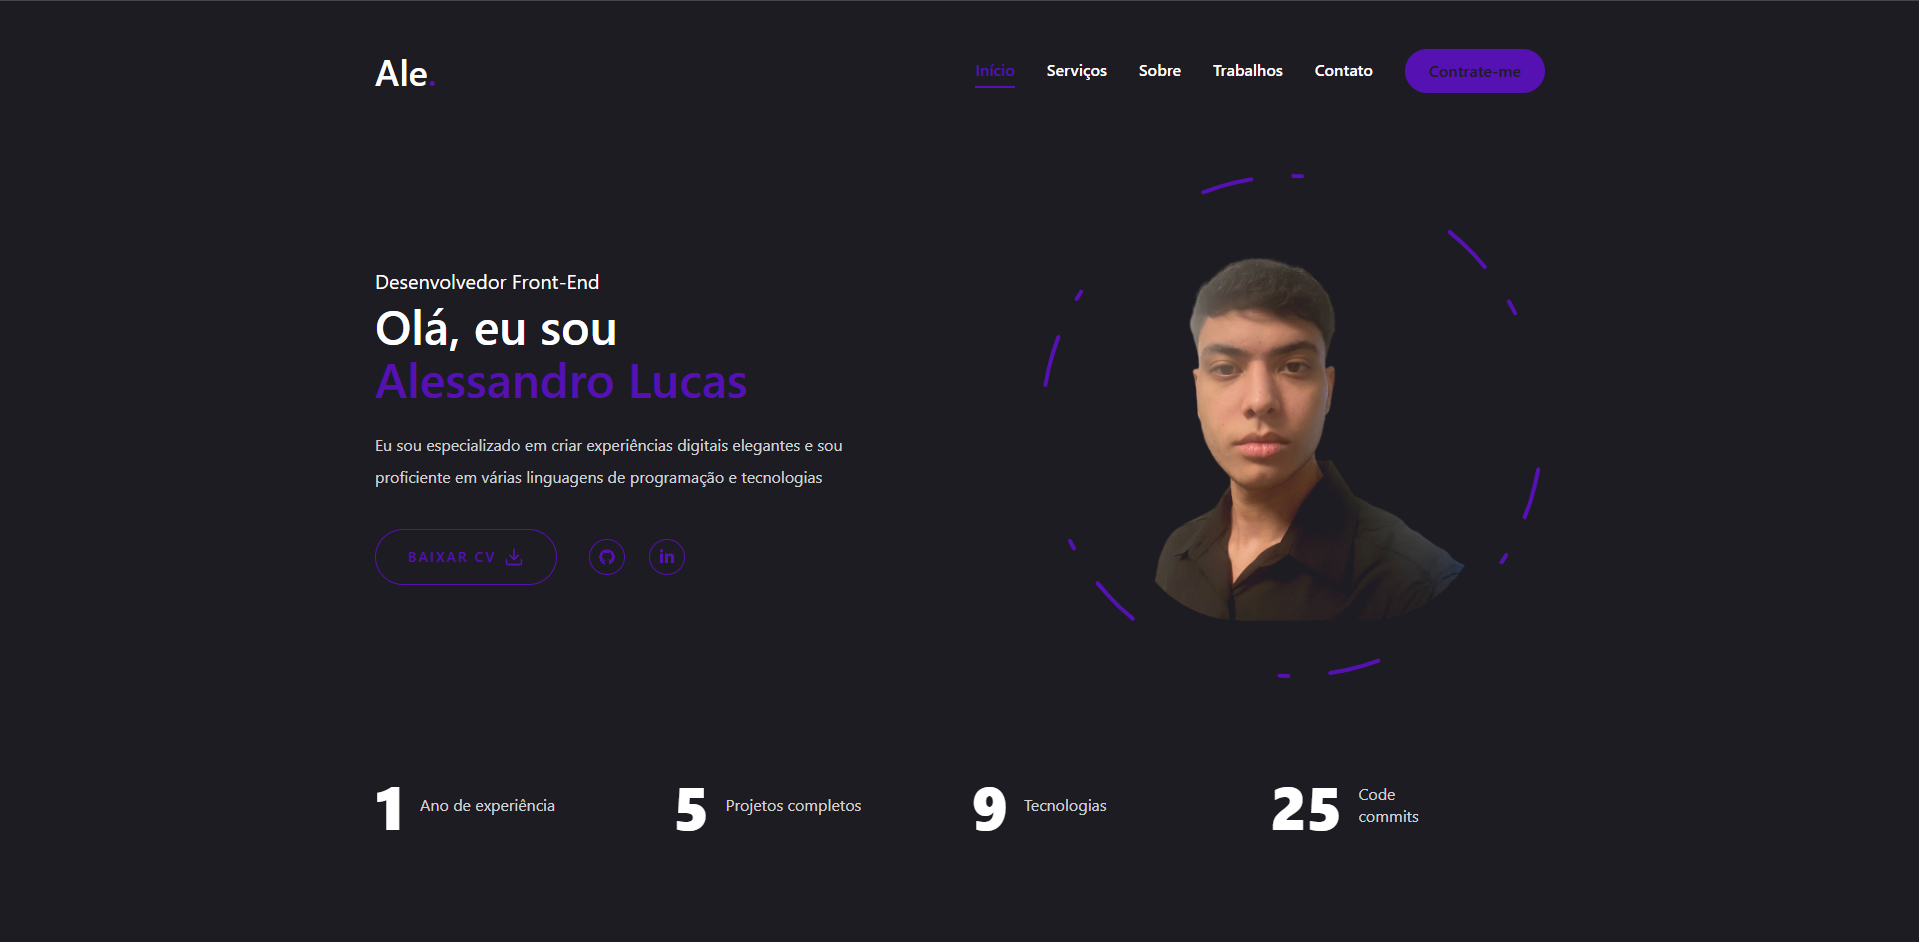 Ale.
Início
Serviços
Sobre
Trabalhos
Contato
Contrate-me
Desenvolvedor Front-End
Olá, eu sou
Alessandro Lucas
Eu sou especializado em criar experiências digitais elegantes e sou
proficiente em várias linguagens de programação e tecnologias
BAIXAR CV
in
1 Ano de experiência
5 Projetos completos
9 Tecnologias
25 Code
commits